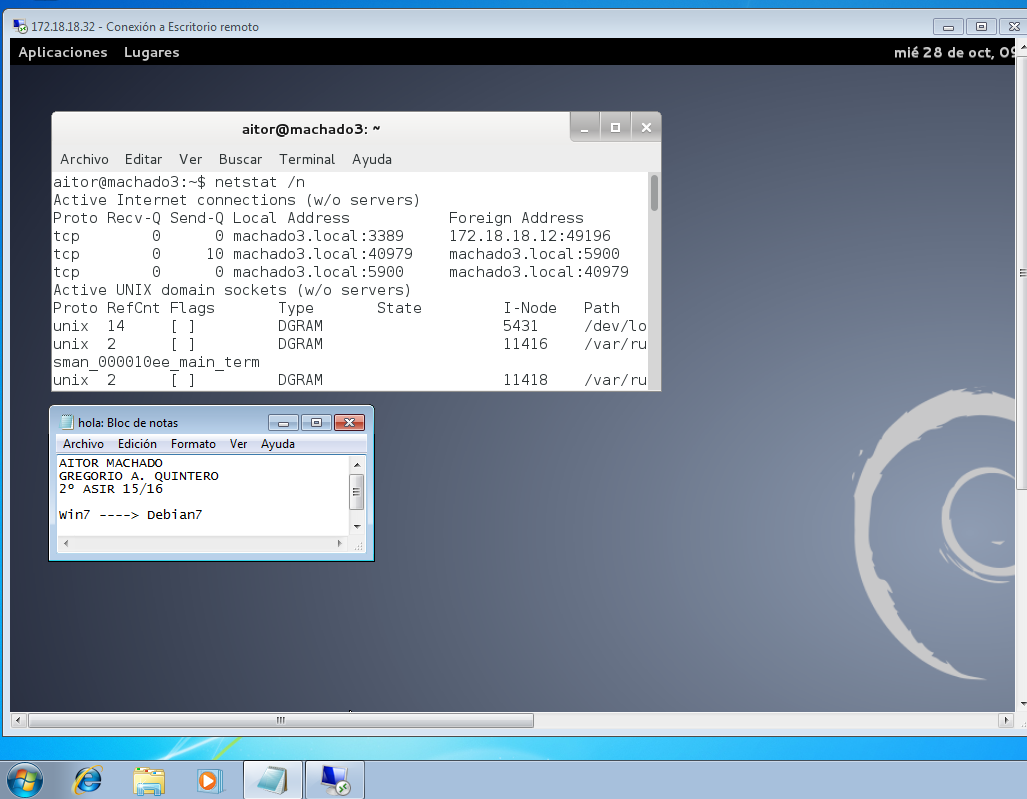 172.18.18.32 - Conexión a Escritorio remoto
Aplicaciones Lugares mié 28 de oct, 09
aitor@machado3: ~
Archivo Editar Ver Buscar Terminal Ayuda
aitor@machado3:~$ netstat /n
Active Internet connections (w/o servers)
Proto Recv-Q Send-Q Local Address Foreign Address
tcp 0 0 machado3.local:3389 172.18.18.12:49196
tcp 0 10 machado3.local:40979 machado3.local:5900
tcp 0 0 machado3.local:5900 machado3.local:40979
Active UNIX domain sockets (w/o servers)
Proto RefCnt Flags Type State I-Node Path
unix 14 [ ] DGRAM 5431 /dev/lo
unix 2 [ ] DGRAM 11416 /var/ru
sman_000010ee_main_term
unix 2 [ ] DGRAM 11418 /var/ru
hola: Bloc de notas
Archivo Edición Formato Ver Ayuda
AITOR MACHADO
GREGORIO A. QUINTERO
2º ASIR 15/16
Win7 ----> Debian7